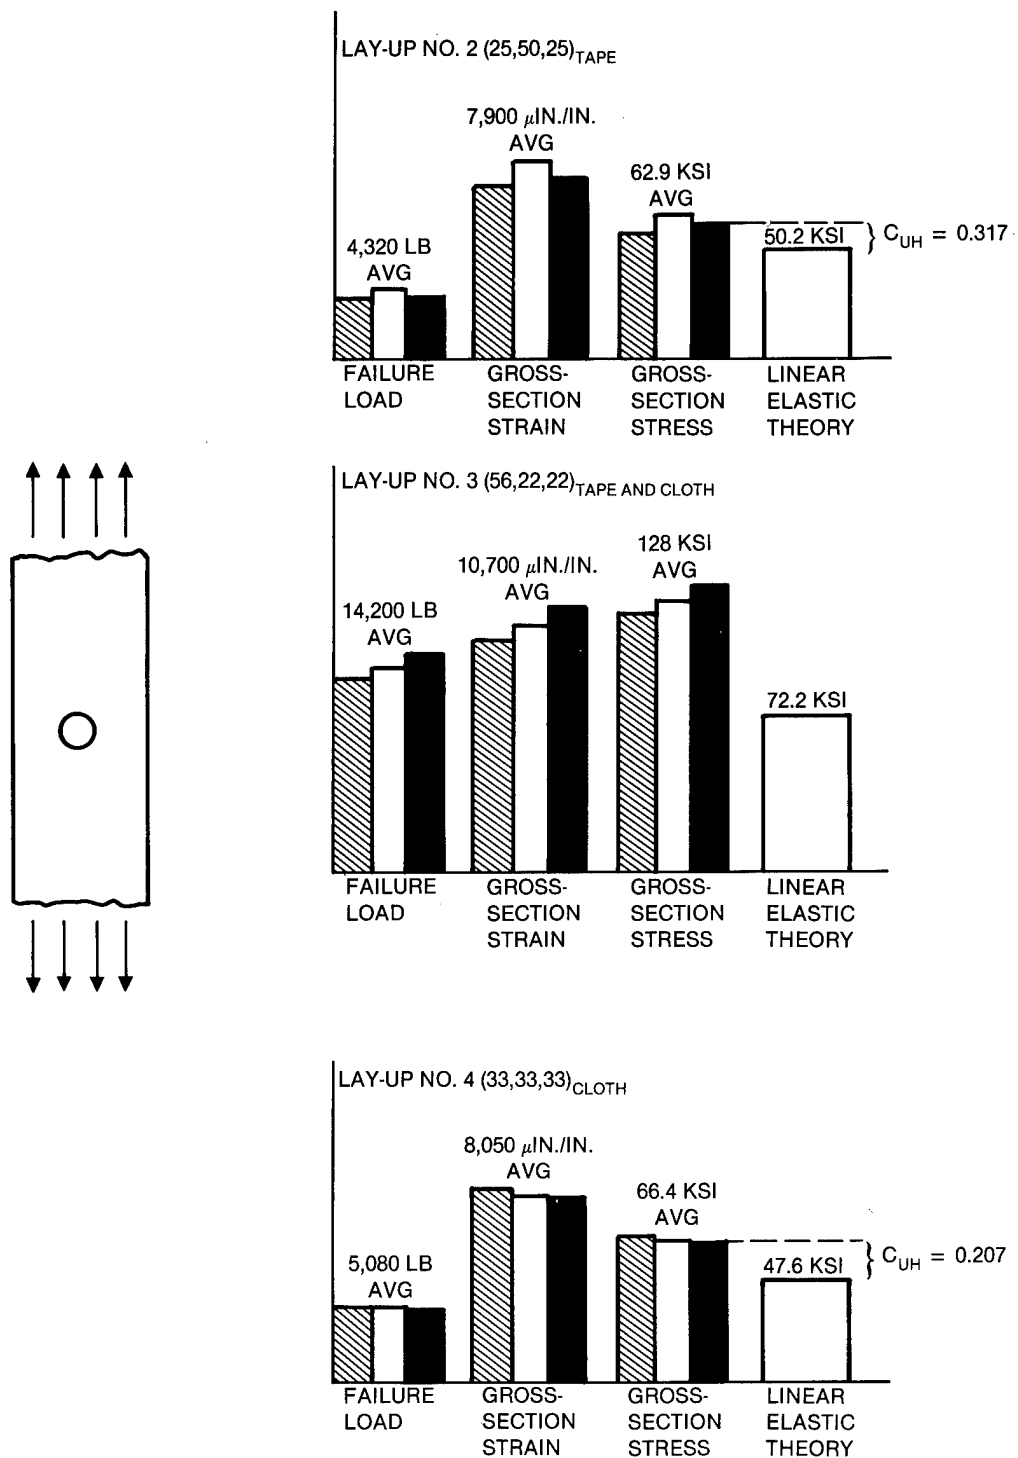 LAY-UP NO. 2 (25,50,25)TAPE
7,900 μIN./IN.
AVG
62.9 KSI
AVG
4,320 LB
AVG
50.2 KSI
CUH = 0.317
FAILURE
LOAD
GROSS-
SECTION
STRAIN
GROSS-
SECTION
STRESS
LINEAR
ELASTIC
THEORY
LAY-UP NO. 3 (56,22,22)TAPE AND CLOTH
14,200 LB
AVG
10,700 μIN./IN.
AVG
128 KSI
AVG
72.2 KSI
FAILURE
LOAD
GROSS-
SECTION
STRAIN
GROSS-
SECTION
STRESS
LINEAR
ELASTIC
THEORY
LAY-UP NO. 4 (33,33,33)CLOTH
5,080 LB
AVG
8,050 μIN./IN.
AVG
66.4 KSI
AVG
47.6 KSI
CUH = 0.207
FAILURE
LOAD
GROSS-
SECTION
STRAIN
GROSS-
SECTION
STRESS
LINEAR
ELASTIC
THEORY